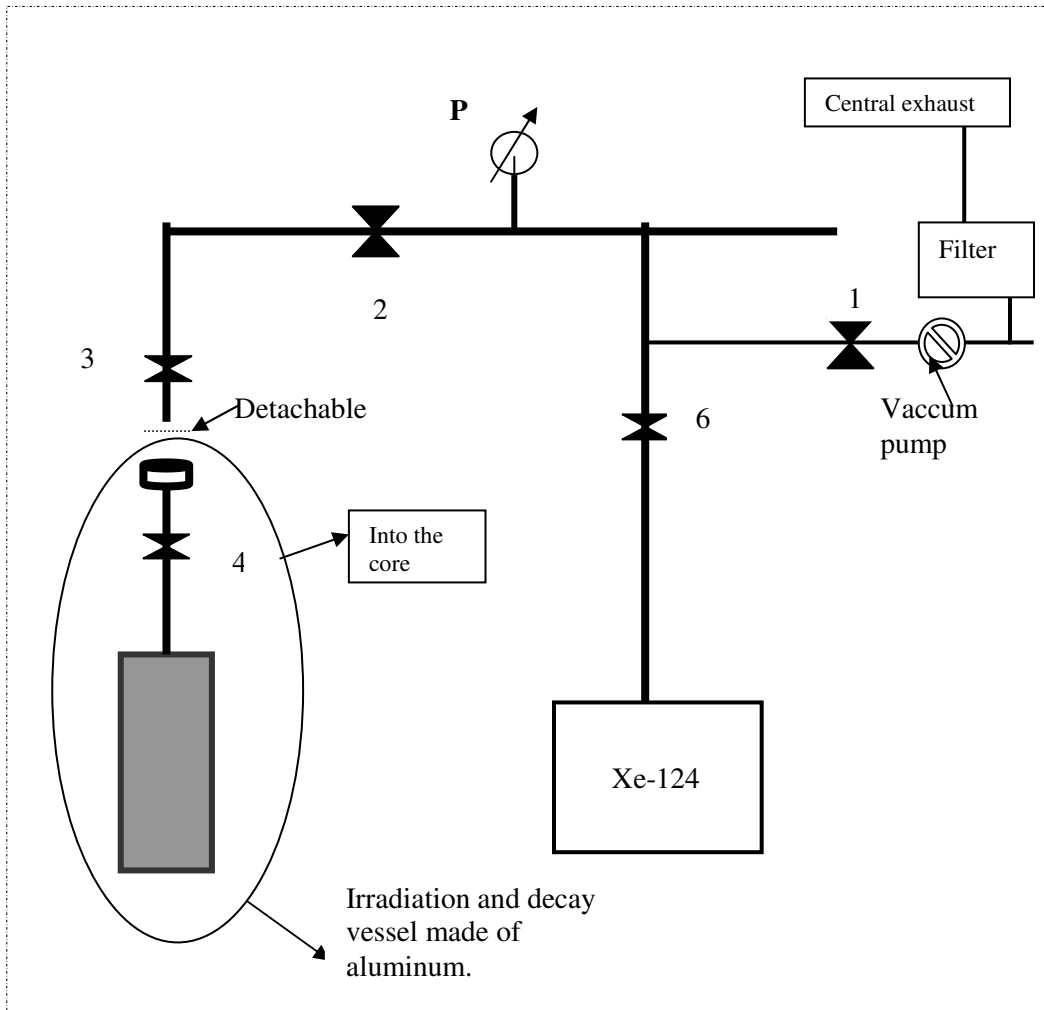 Central exhaust
P
Filter
1
2
3
Detachable
Vaccum
pump
6
Into the
core
4
Xe-124
Irradiation and decay
vessel made of
aluminum.